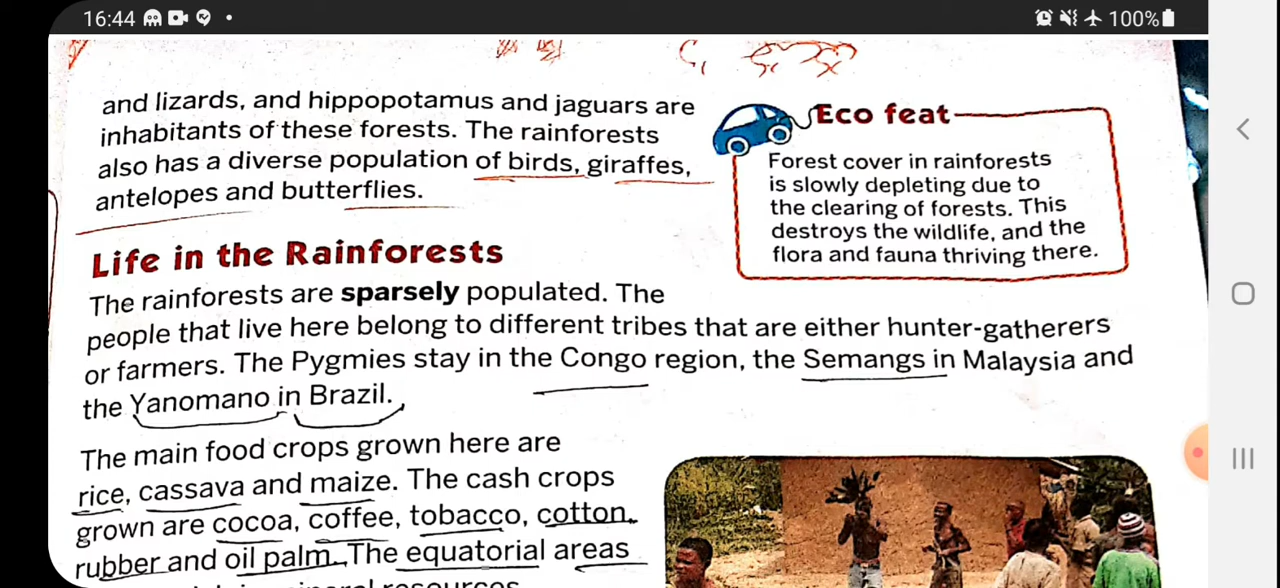 16:44
100%
and lizards, and hippopotamus and jaguars are
inhabitants of these forests. The rainforests
also has a diverse population of birds, giraffes,
antelopes and butterflies.
Eco feat
Forest cover in rainforests
is slowly depleting due to
the clearing of forests. This
destroys the wildlife, and the
flora and fauna thriving there.
Life in the Rainforests
The rainforests are sparsely populated. The
people that live here belong to different tribes that are either hunter-gatherers
or farmers. The Pygmies stay in the Congo region, the Semangs in Malaysia and
the Yanomano in Brazil.
The main food crops grown here are
rice, cassava and maize. The cash crops
grown are cocoa, coffee, tobacco, cotton,
rubber and oil palm. The equatorial areas
resources